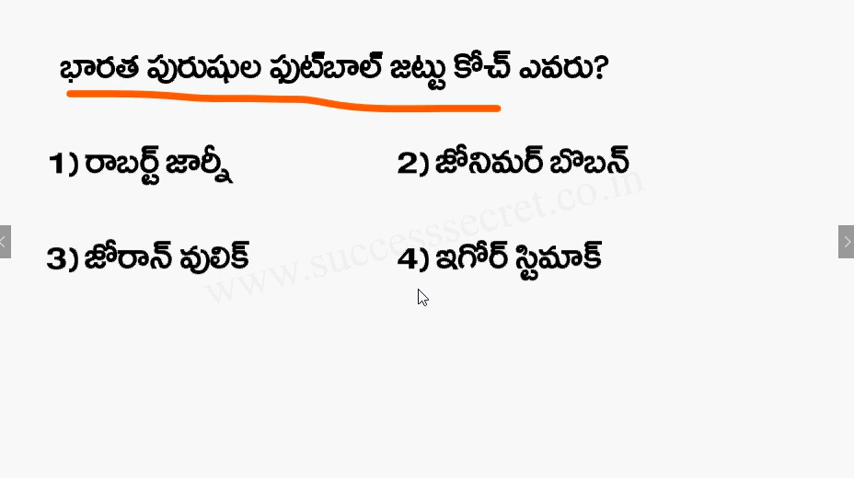 భారత పురుషుల ఫుట్‌బాల్ జట్టు కోచ్ ఎవరు?
1) రాబర్ట్ జార్నీ 2) జోనిమర్ బొబన్
3) జోరాన్ వులిక్ 4) ఇగోర్ స్టిమాక్
www.successsecret.co.in